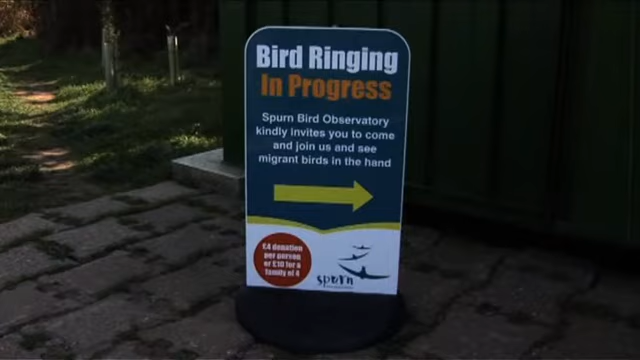 Bird Ringing
In Progress
Spurn Bird Observatory
kindly invites you to come
and join us and see
migrant birds in the hand
£4 donation
per person
or £10 for a
family of 4
spurn